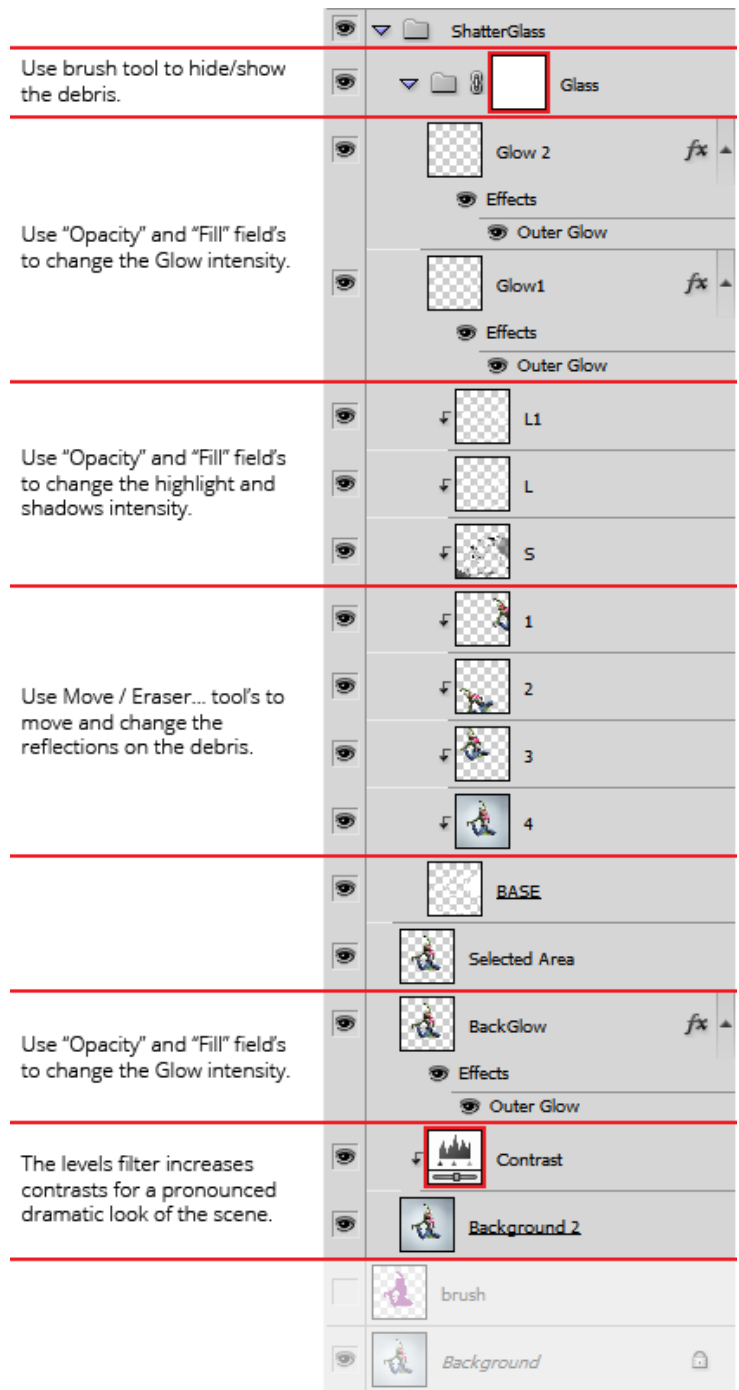 ShatterGlass
Use brush tool to hide/show
the debris.
Glass
Glow 2
fx
Effects
Outer Glow
Use “Opacity” and “Fill” field’s
to change the Glow intensity.
Glow1
fx
Effects
Outer Glow
L1
Use “Opacity” and “Fill” field’s
to change the highlight and
shadows intensity.
L
S
1
Use Move / Eraser... tool’s to
move and change the
reflections on the debris.
2
3
4
BASE
Selected Area
BackGlow
fx
Use “Opacity” and “Fill” field’s
to change the Glow intensity.
Effects
Outer Glow
The levels filter increases
contrasts for a pronounced
dramatic look of the scene.
Contrast
Background 2
brush
Background